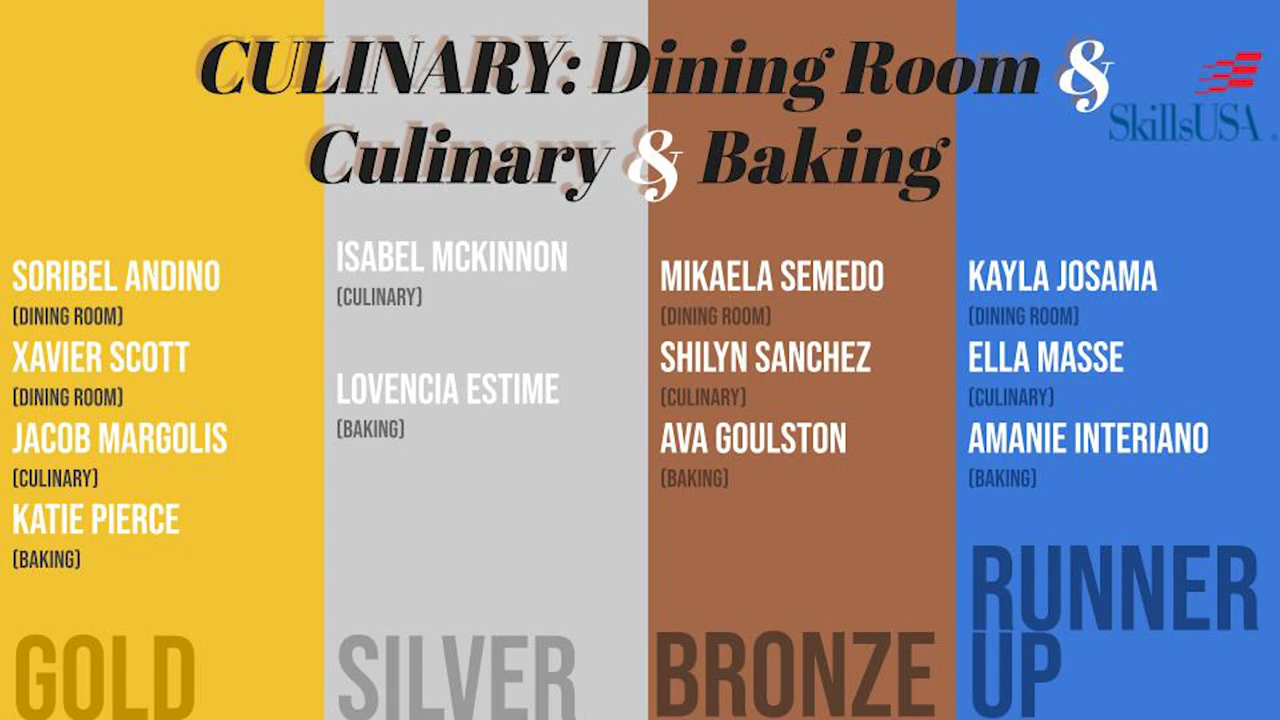 CULINARY: Dining Room &
Culinary & Baking
SkillsUSA
SORIBEL ANDINO
(DINING ROOM)
XAVIER SCOTT
(DINING ROOM)
JACOB MARGOLIS
(CULINARY)
KATIE PIERCE
(BAKING)
GOLD
ISABEL MCKINNON
(CULINARY)
LOVENCIA ESTIME
(BAKING)
SILVER
MIKAELA SEMEDO
(DINING ROOM)
SHILYN SANCHEZ
(CULINARY)
AVA GOULSTON
(BAKING)
BRONZE
KAYLA JOSAMA
(DINING ROOM)
ELLA MASSE
(CULINARY)
AMANIE INTERIANO
(BAKING)
RUNNER
UP